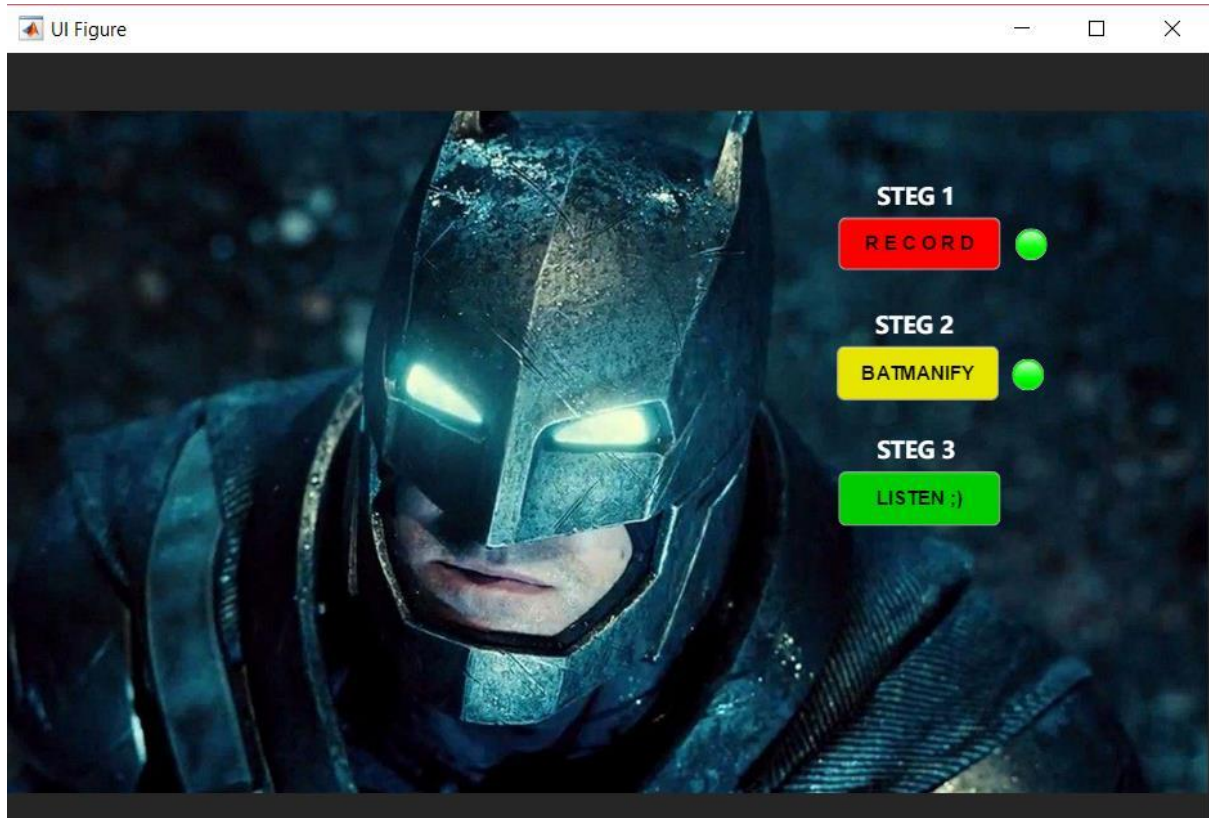 UI Figure
STEG 1
R E C O R D
STEG 2
BATMANIFY
STEG 3
LISTEN ;)